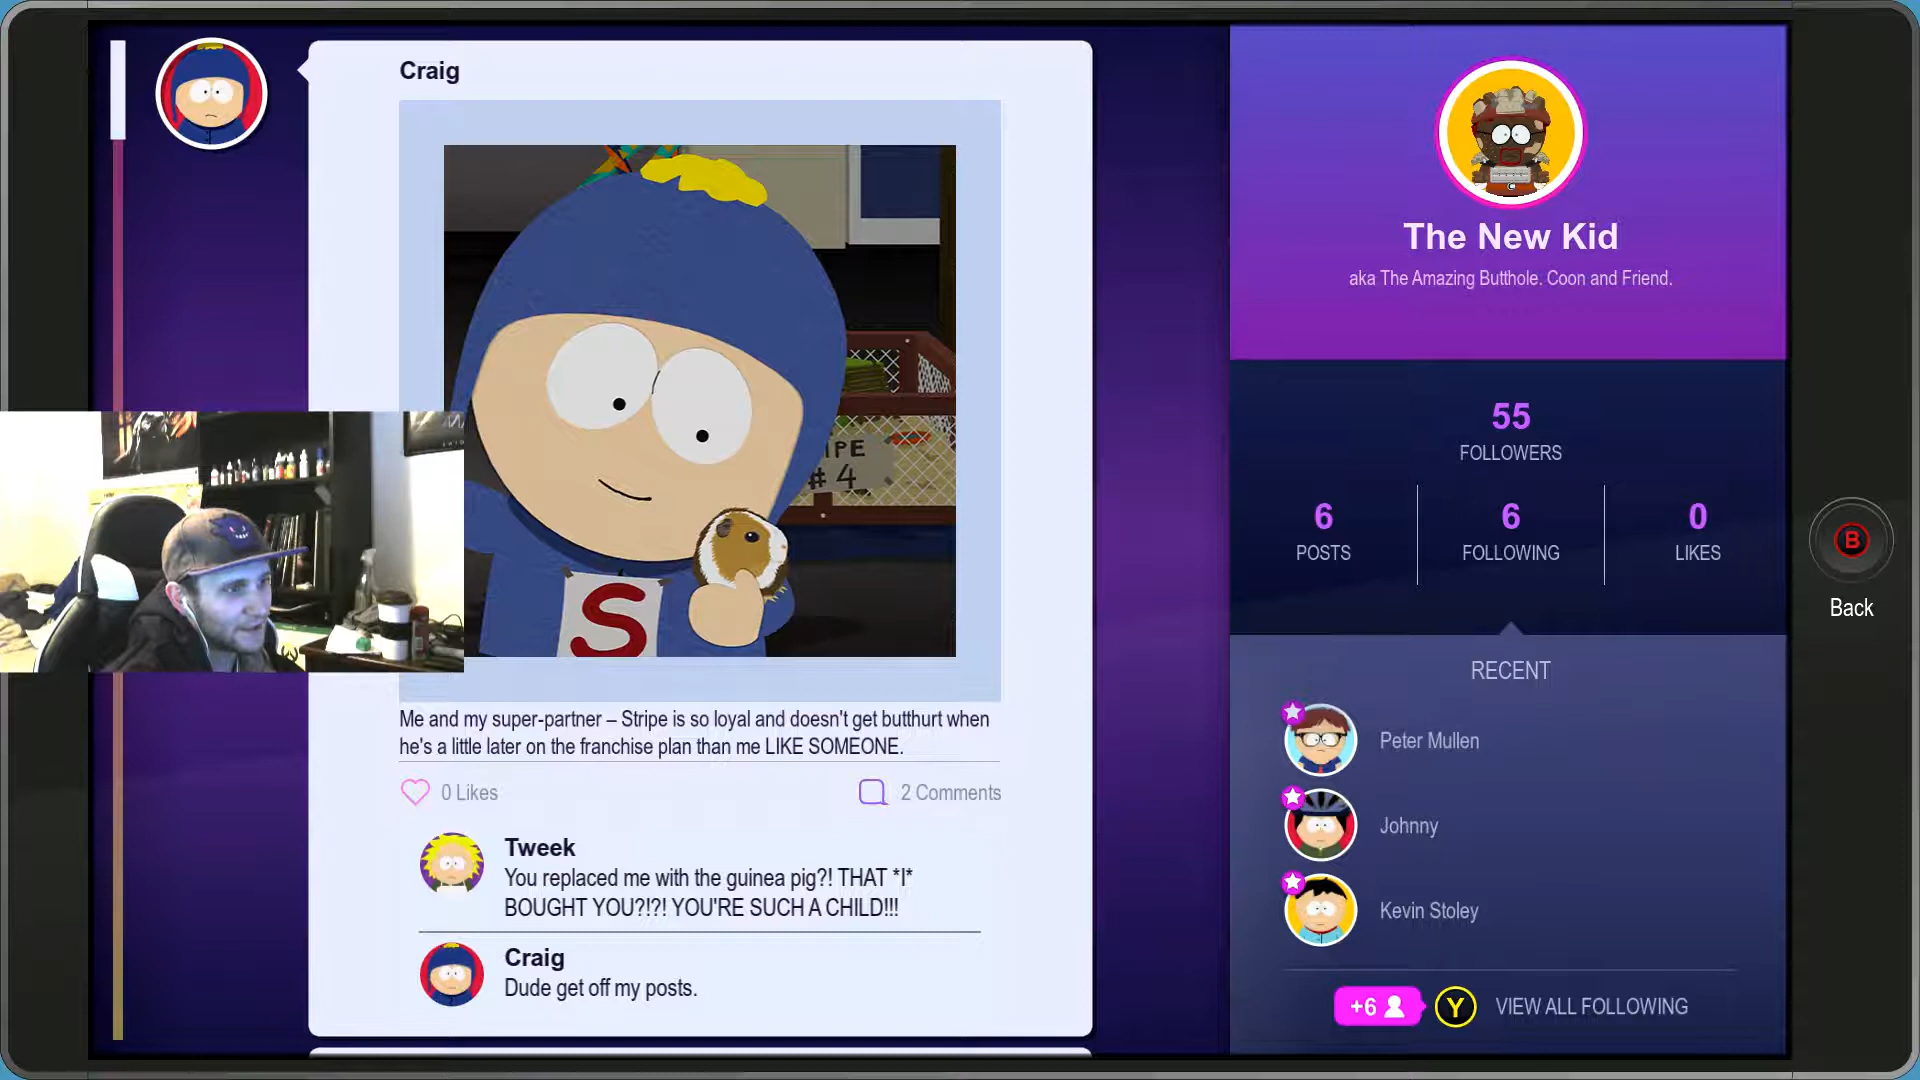 Craig
IPE
# 4
S
Me and my super-partner – Stripe is so loyal and doesn't get butthurt when
he's a little later on the franchise plan than me LIKE SOMEONE.
0 Likes
2 Comments
Tweek
You replaced me with the guinea pig?! THAT *I*
BOUGHT YOU?!?! YOU'RE SUCH A CHILD!!!
Craig
Dude get off my posts.
The New Kid
aka The Amazing Butthole. Coon and Friend.
55
FOLLOWERS
6
POSTS
6
FOLLOWING
0
LIKES
RECENT
Peter Mullen
Johnny
Kevin Stoley
+6
Y
VIEW ALL FOLLOWING
B
Back